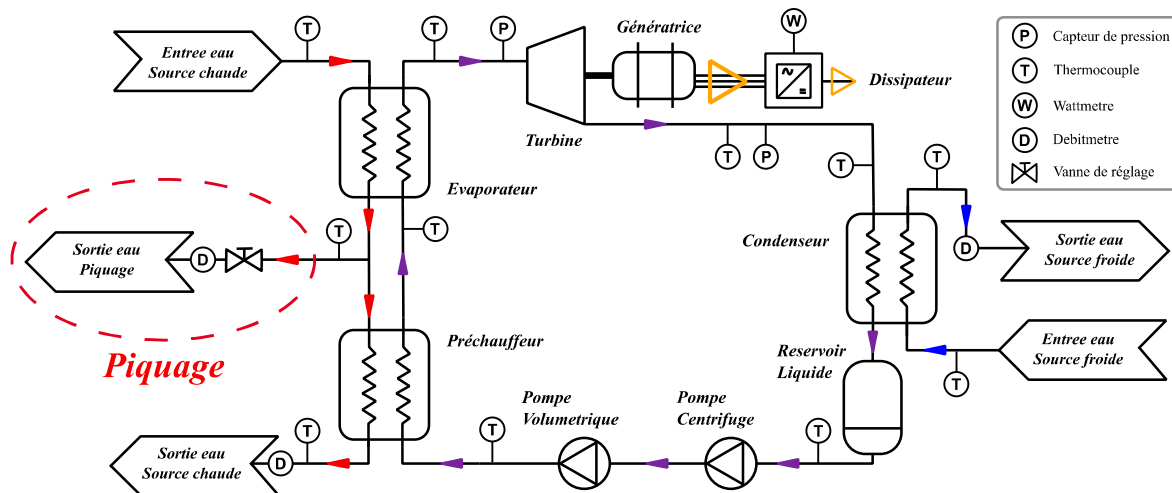 Entree eau
Source chaude
T
T
P
Génératrice
W
Dissipateur
Turbine
T
P
P
Capteur de pression
T
Thermocouple
W
Wattmetre
D
Debitmetre
Vanne de réglage
Evaporateur
T
T
T
T
Sortie eau
Piquage
D
Piquage
Condenseur
D
Sortie eau
Source froide
Entree eau
Source froide
T
Préchauffeur
Reservoir
Liquide
Pompe
Volumetrique
Pompe
Centrifuge
T
T
T
D
Sortie eau
Source chaude